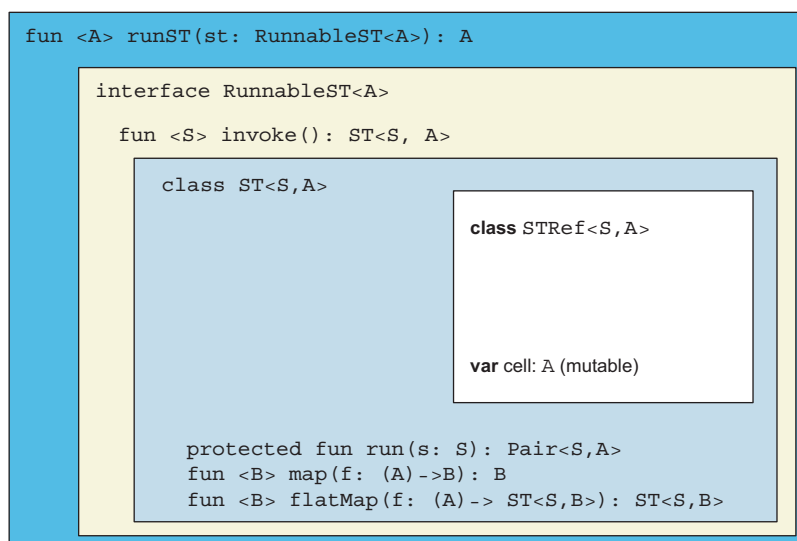 fun <A> runST(st: RunnableST<A>): A
interface RunnableST<A>
fun <S> invoke(): ST<S, A>
class ST<S,A>
class STRef<S,A>
var cell: A (mutable)
protected fun run(s: S): Pair<S,A>
fun <B> map(f: (A)->B): B
fun <B> flatMap(f: (A)-> ST<S,B>): ST<S,B>